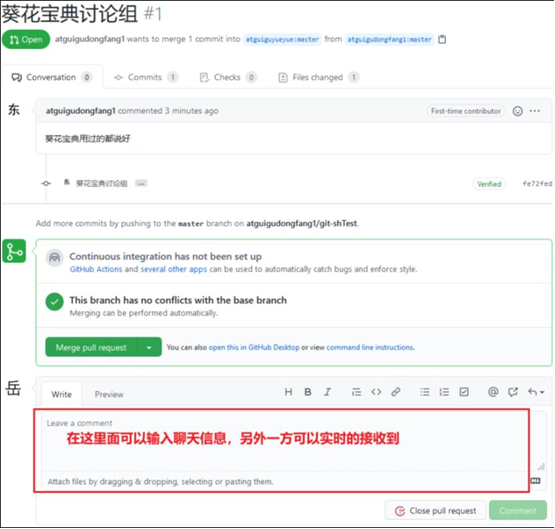 葵花宝典讨论组 #1
Open atguigudongfang1 wants to merge 1 commit into atguiguyueyue:master from atguigudongfang1:master
Conversation 0 Commits 1 Checks 0 Files changed 1
东 atguigudongfang1 commented 3 minutes ago First-time contributor
葵花宝典用过的都说好
东 葵花宝典讨论组 ... Verified fe72fed
Add more commits by pushing to the master branch on atguigudongfang1/git-shTest.
Continuous integration has not been set up
GitHub Actions and several other apps can be used to automatically catch bugs and enforce style.
This branch has no conflicts with the base branch
Merging can be performed automatically.
Merge pull request You can also open this in GitHub Desktop or view command line instructions.
岳 Write Preview
Leave a comment
在这里面可以输入聊天信息，另外一方可以实时的接收到
Attach files by dragging & dropping, selecting or pasting them.
Close pull request Comment